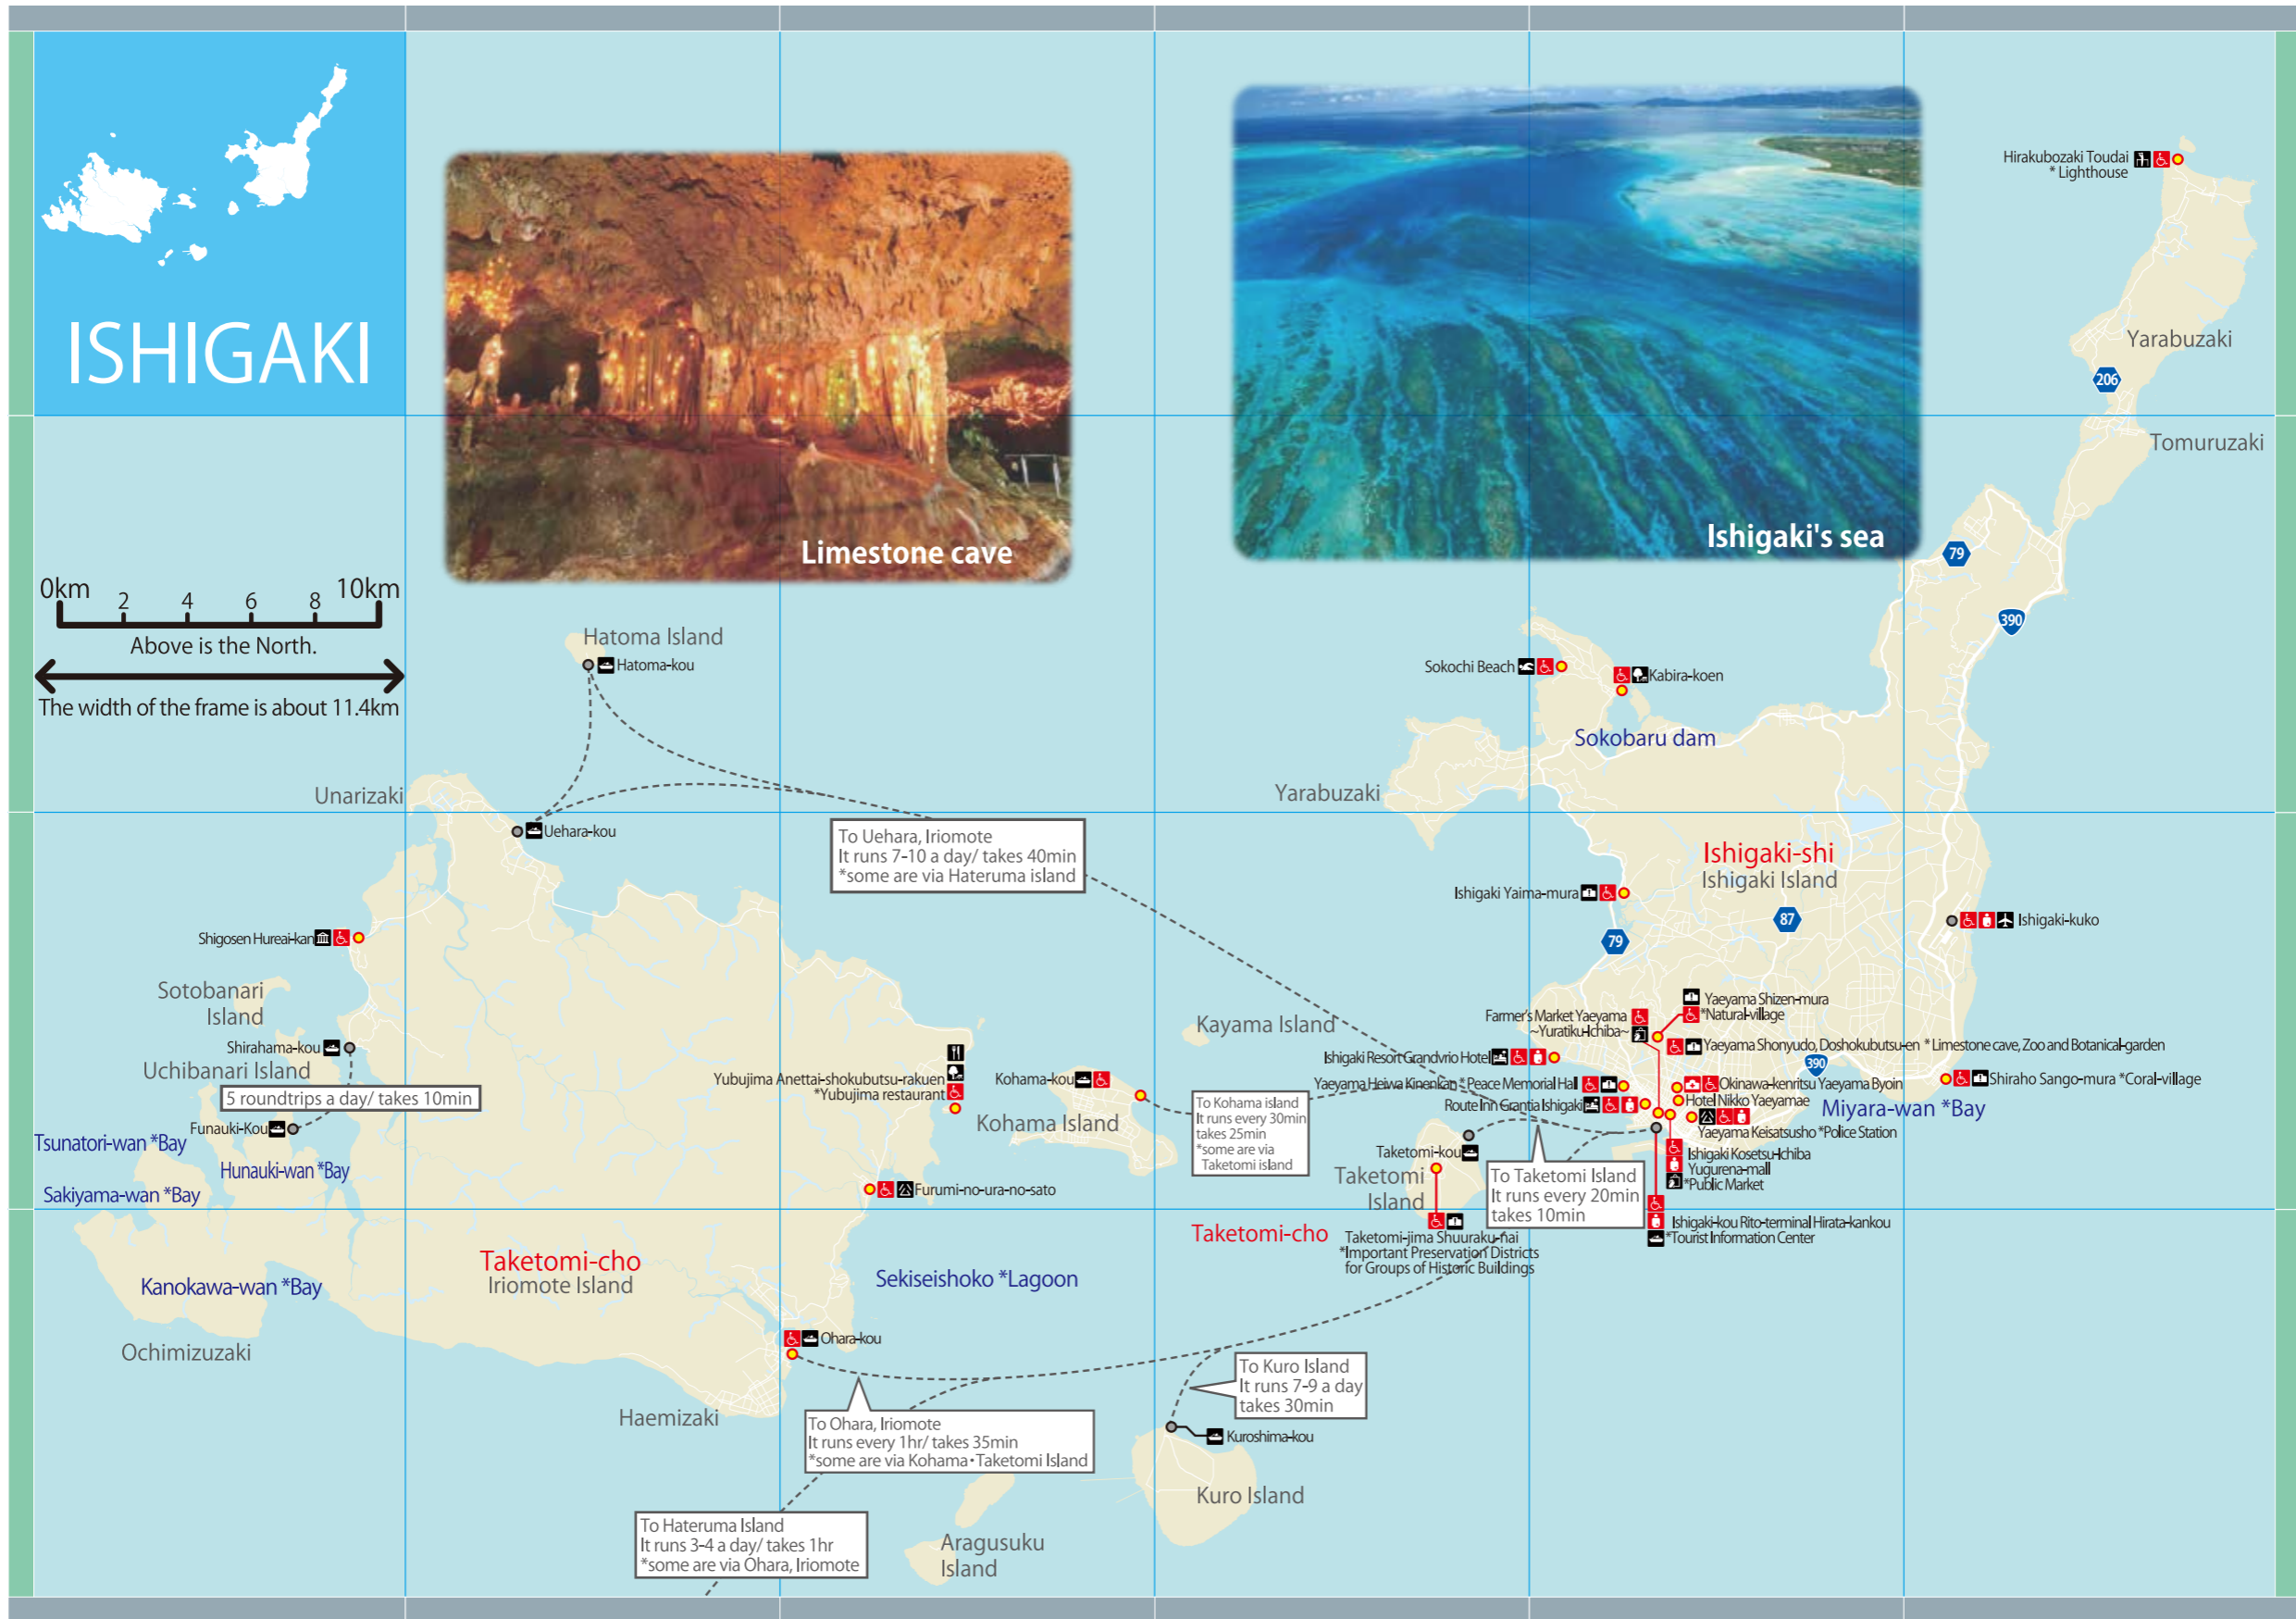 ISHIGAKI
Limestone cave
Ishigaki's sea
Hirakubozaki Toudai
* Lighthouse
Yarabuzaki
206
Tomuruzaki
79
390
0km 2 4 6 8 10km
Above is the North.
The width of the frame is about 11.4km
Hatoma Island
Hatoma-kou
Sokochi Beach
Kabira-koen
Sokobaru dam
Unarizaki
Yarabuzaki
Uehara-kou
To Uehara, Iriomote
It runs 7-10 a day/ takes 40min
*some are via Hateruma island
Ishigaki-shi
Ishigaki Island
Ishigaki Yaima-mura
87
79
Ishigaki-kuko
Shigosen Hureai-kan
Sotobanari
Island
Shirahama-kou
Uchibanari Island
5 roundtrips a day/ takes 10min
Funauki-Kou
Tsunatori-wan *Bay
Hunauki-wan *Bay
Sakiyama-wan *Bay
Kanokawa-wan *Bay
Ochimizuzaki
Taketomi-cho
Iriomote Island
Yubujima Anettai-shokubutsu-rakuen
*Yubujima restaurant
Kohama-kou
Kohama Island
Furumi-no-ura-no-sato
Kayama Island
To Kohama island
It runs every 30min
takes 25min
*some are via
Taketomi island
Yaeyama Shizen-mura
*Natural-village
Farmer's Market Yaeyama
~Yuratiku-Ichiba~
Yaeyama Shonyudo, Doshokubutsu-en * Limestone cave, Zoo and Botanical-garden
Ishigaki Resort Grandvrio Hotel
390
Yaeyama Heiwa Kinenkan *Peace Memorial Hall
Okinawa-kenritsu Yaeyama Byoin
Shiraho Sango-mura *Coral-village
Hotel Nikko Yaeyamae
Route Inn Grantia Ishigaki
Miyara-wan *Bay
Yaeyama Keisatsusho *Police Station
Taketomi-kou
Taketomi
Island
To Taketomi Island
It runs every 20min
takes 10min
Ishigaki Kosetsu-Ichiba
Yugurena-mall
*Public Market
Ishigaki-kou Rito-terminal Hirata-kankou
*Tourist Information Center
Taketomi-cho
Taketomi-jima Shuuraku-nai
*Important Preservation Districts
for Groups of Historic Buildings
Sekiseishoko *Lagoon
Ohara-kou
Haemizaki
To Ohara, Iriomote
It runs every 1hr/ takes 35min
*some are via Kohama・Taketomi Island
To Kuro Island
It runs 7-9 a day
takes 30min
Kuroshima-kou
Kuro Island
To Hateruma Island
It runs 3-4 a day/ takes 1hr
*some are via Ohara, Iriomote
Aragusuku
Island